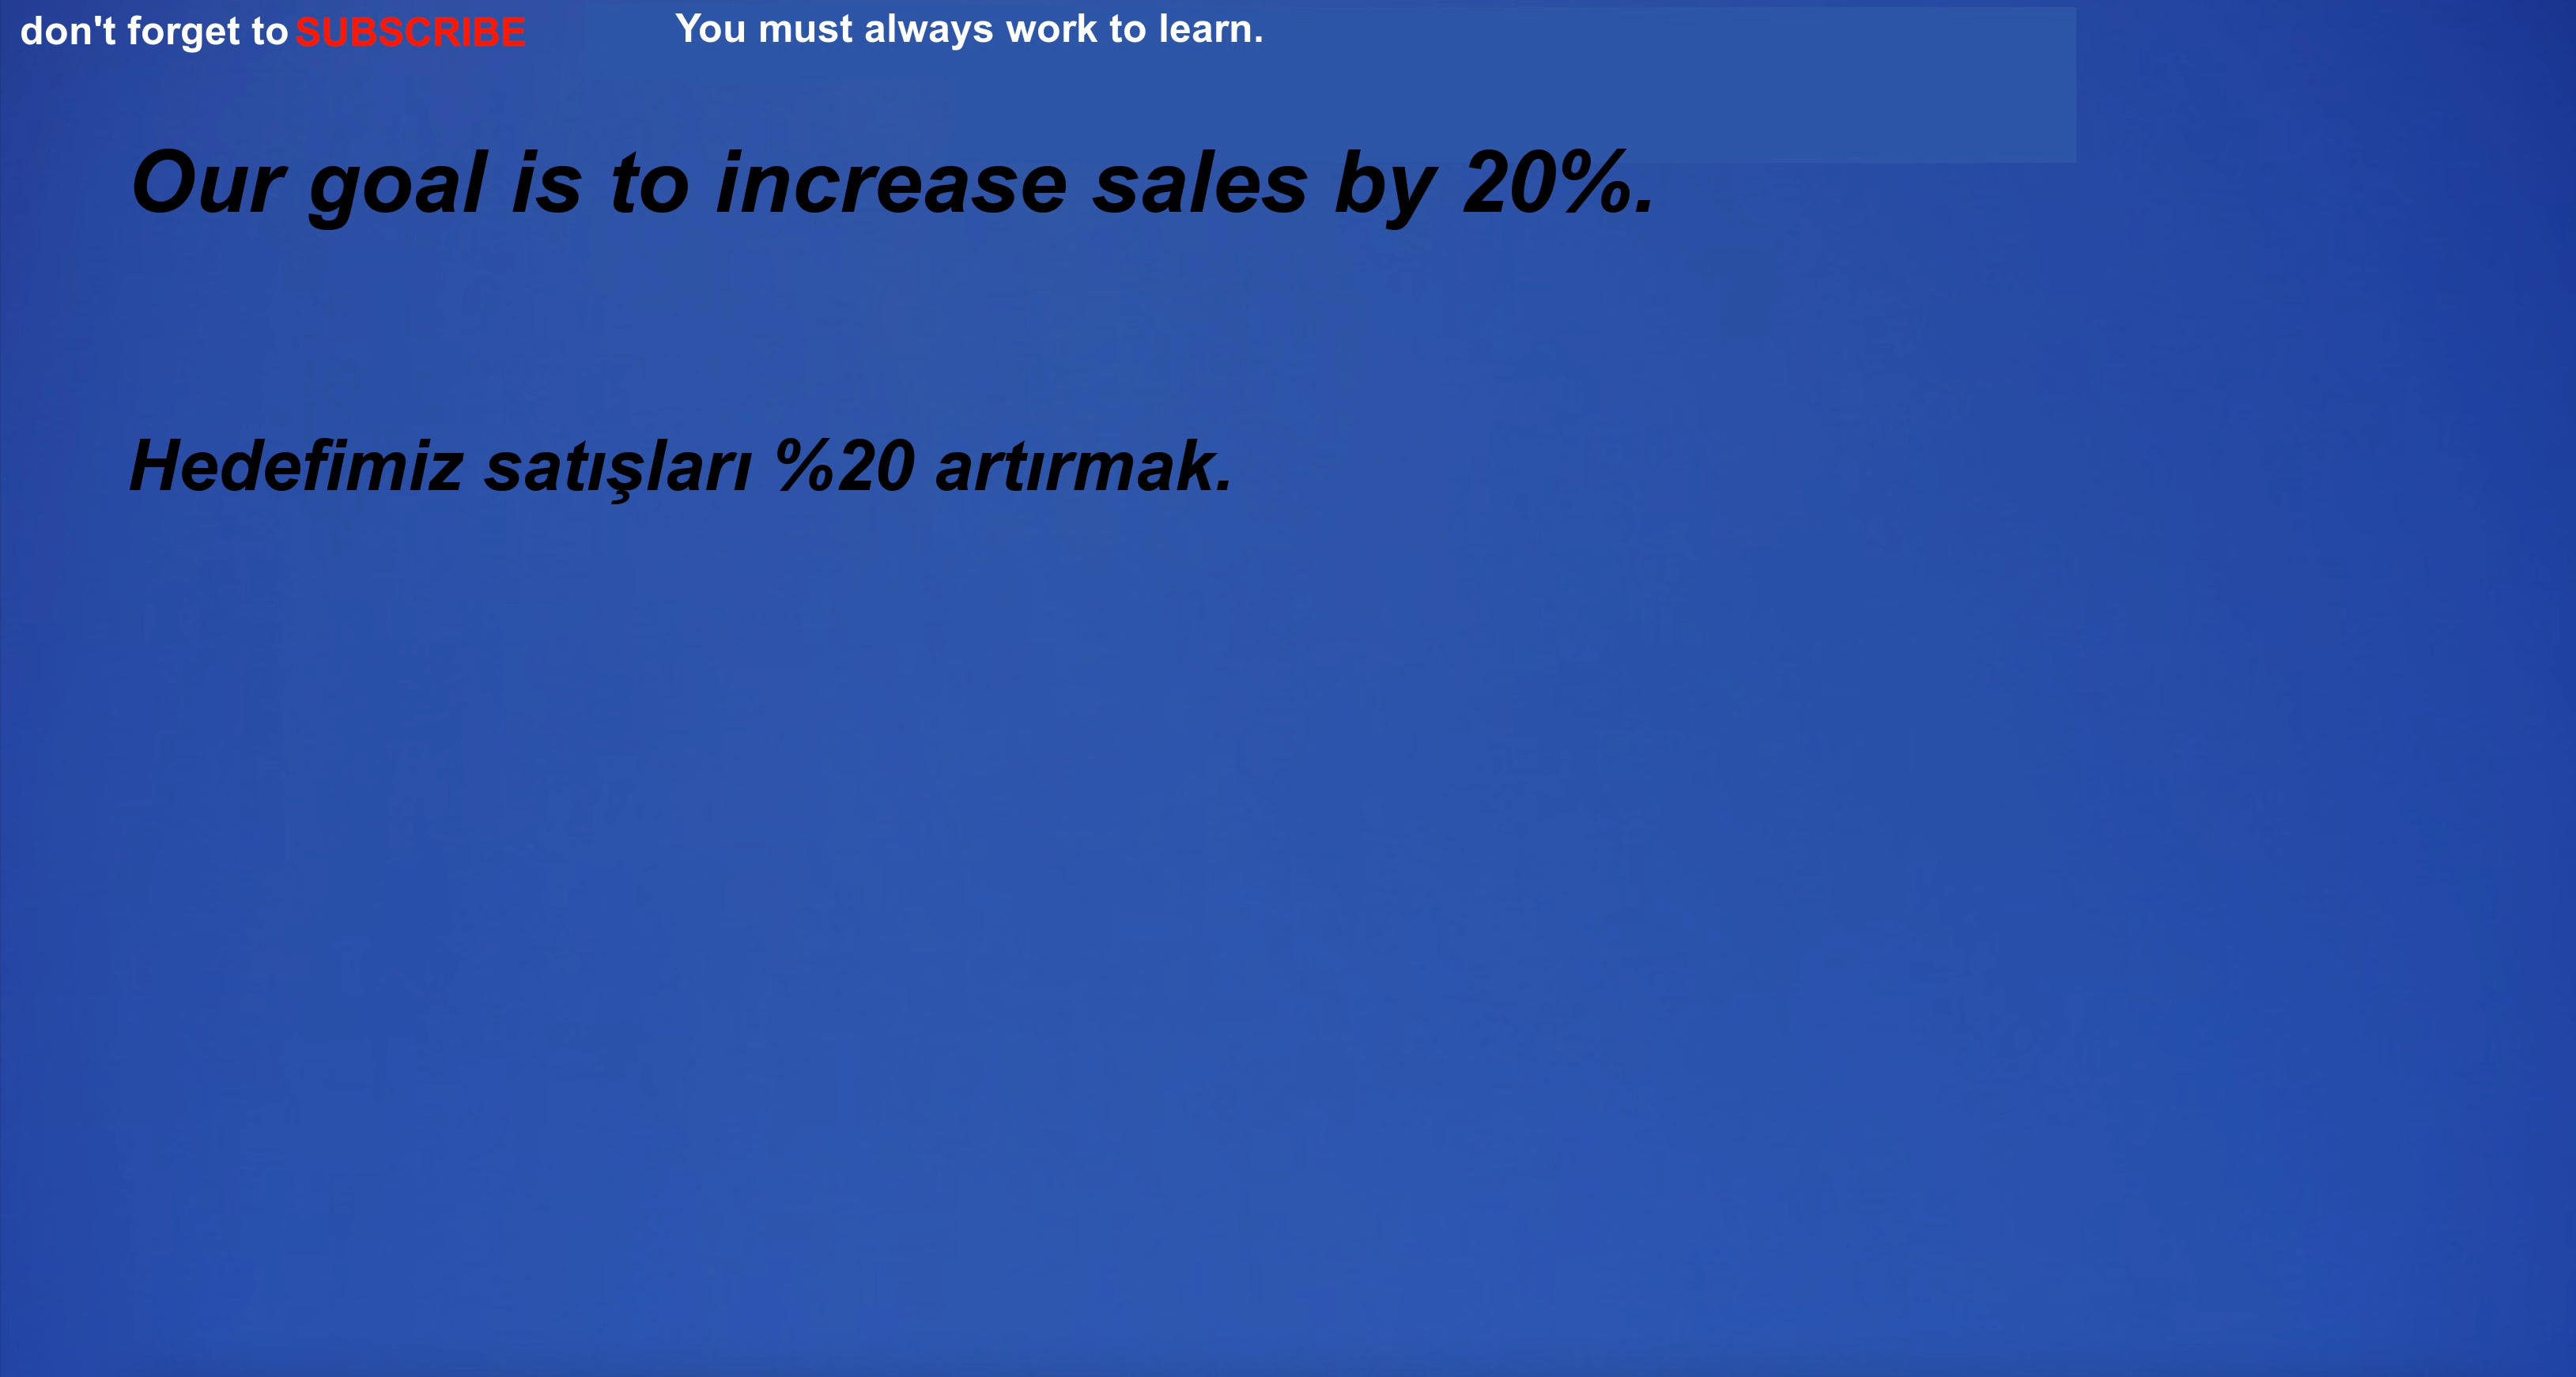 don't forget to SUBSCRIBE You must always work to learn.
Our goal is to increase sales by 20%.
Hedefimiz satışları %20 artırmak.